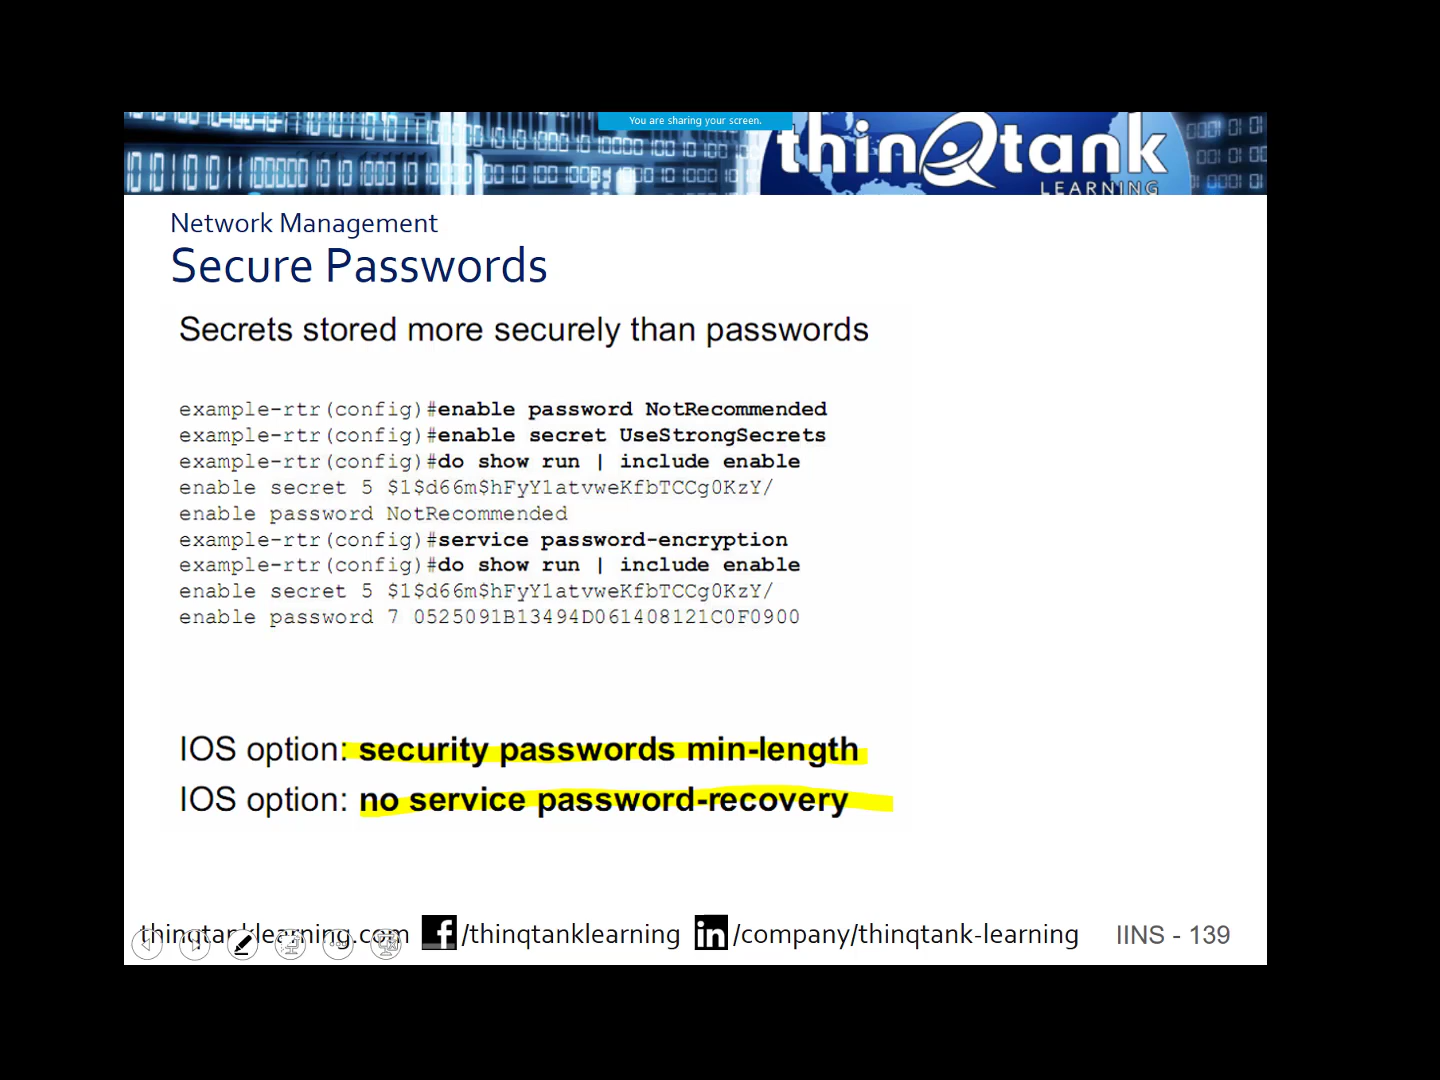 You are sharing your screen.
thinQtank
LEARNING
Network Management
Secure Passwords
Secrets stored more securely than passwords
example-rtr(config)#enable password NotRecommended
example-rtr(config)#enable secret UseStrongSecrets
example-rtr(config)#do show run | include enable
enable secret 5 $1$d66m$hFyY1atvweKfbTCCg0KzY/
enable password NotRecommended
example-rtr(config)#service password-encryption
example-rtr(config)#do show run | include enable
enable secret 5 $1$d66m$hFyY1atvweKfbTCCg0KzY/
enable password 7 0525091B13494D061408121C0F0900
IOS option: security passwords min-length
IOS option: no service password-recovery
thinqtanklearning.com f /thinqtanklearning in /company/thinqtank-learning IINS - 139